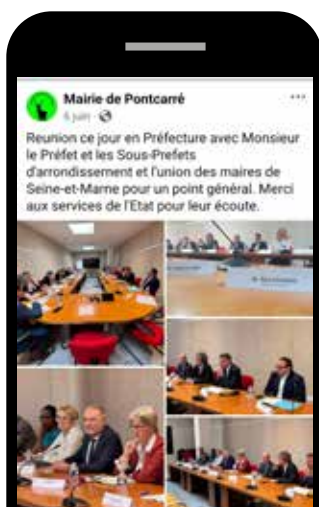 Mairie de Pontcarré
6 juin
Reunion ce jour en Préfecture avec Monsieur
le Préfet et les Sous-Prefets
d'arrondissement et l'union des maires de
Seine-et-Marne pour un point général. Merci
aux services de l'Etat pour leur écoute.